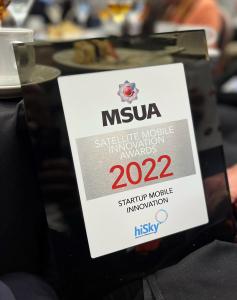 MSUA
SATELLITE MOBILE
INNOVATION
AWARDS
2022
STARTUP MOBILE
INNOVATION
hiSky